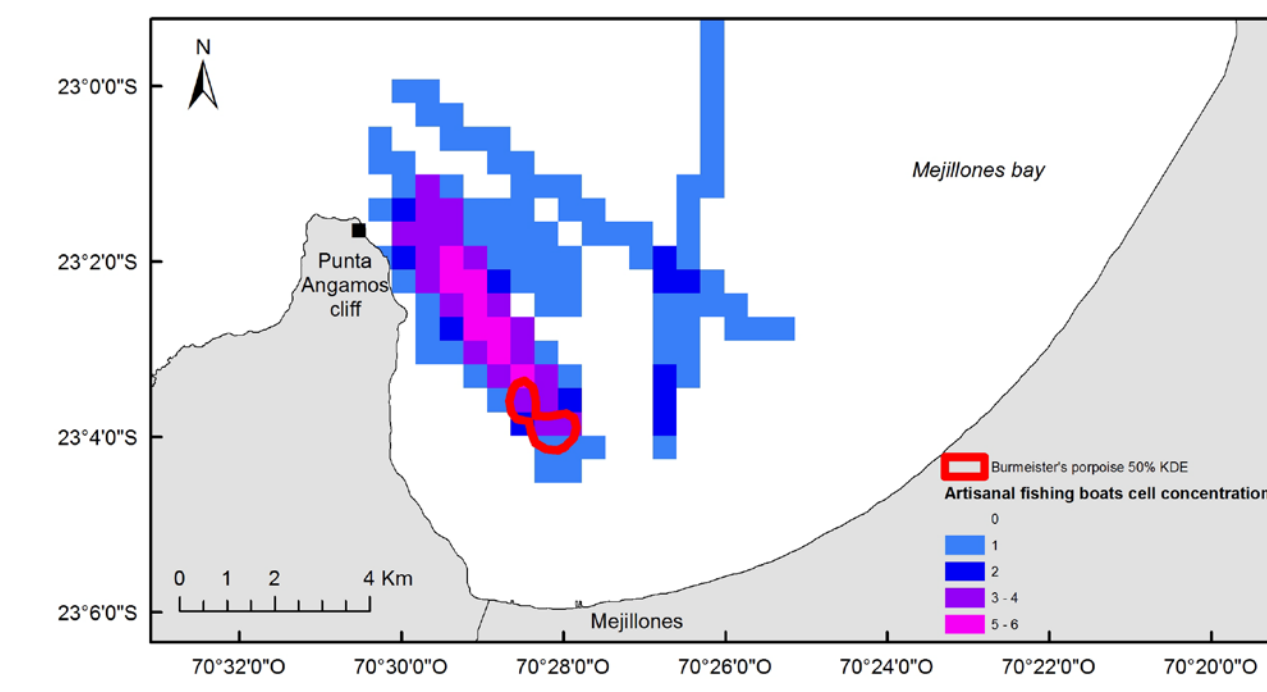 N
23°0'0"S
Mejillones bay
23°2'0"S
Punta
Angamos
cliff
23°4'0"S
Burmeister's porpoise 50% KDE
Artisanal fishing boats cell concentration
0
1
2
3 - 4
5 - 6
0 1 2 4 Km
23°6'0"S
Mejillones
70°32'0"O 70°30'0"O 70°28'0"O 70°26'0"O 70°24'0"O 70°22'0"O 70°20'0"O